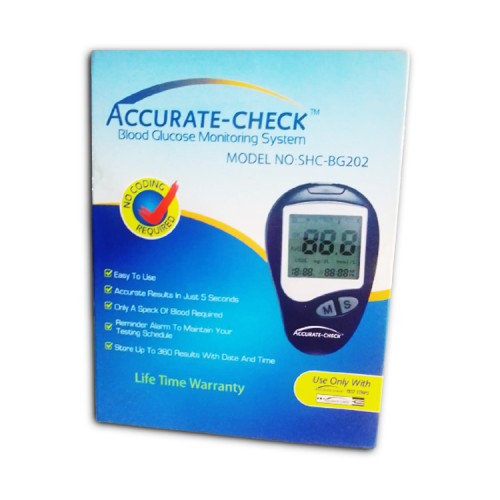 ACCURATE-CHECK™
Blood Glucose Monitoring System
MODEL NO:SHC-BG202
NO CODING
REQUIRED
Easy To Use
Accurate Results In Just 5 Seconds
Only A Speck Of Blood Required
Reminder Alarm To Maintain Your
Testing Schedule
Store Up To 360 Results With Date And Time
Life Time Warranty
888
M S
ACCURATE-CHECK
Use Only With